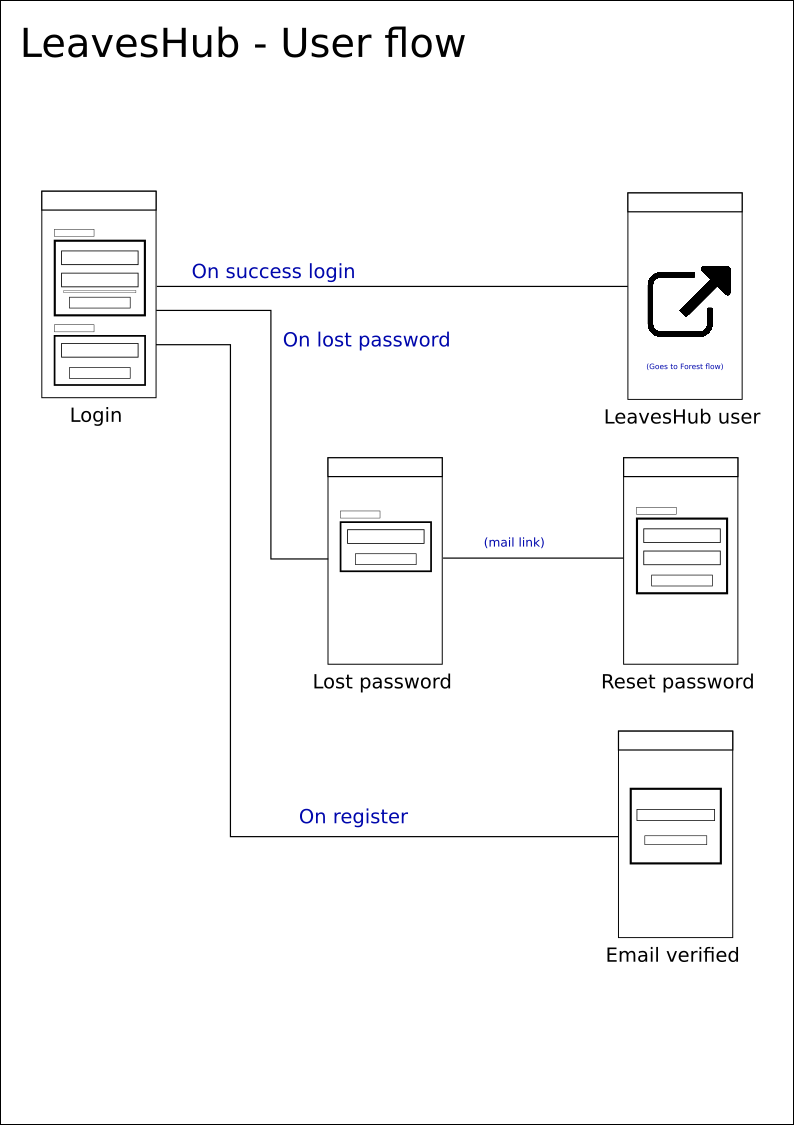 LeavesHub - User flow
On success login
On lost password
(Goes to Forest flow)
Login
LeavesHub user
(mail link)
Lost password
Reset password
On register
Email verified